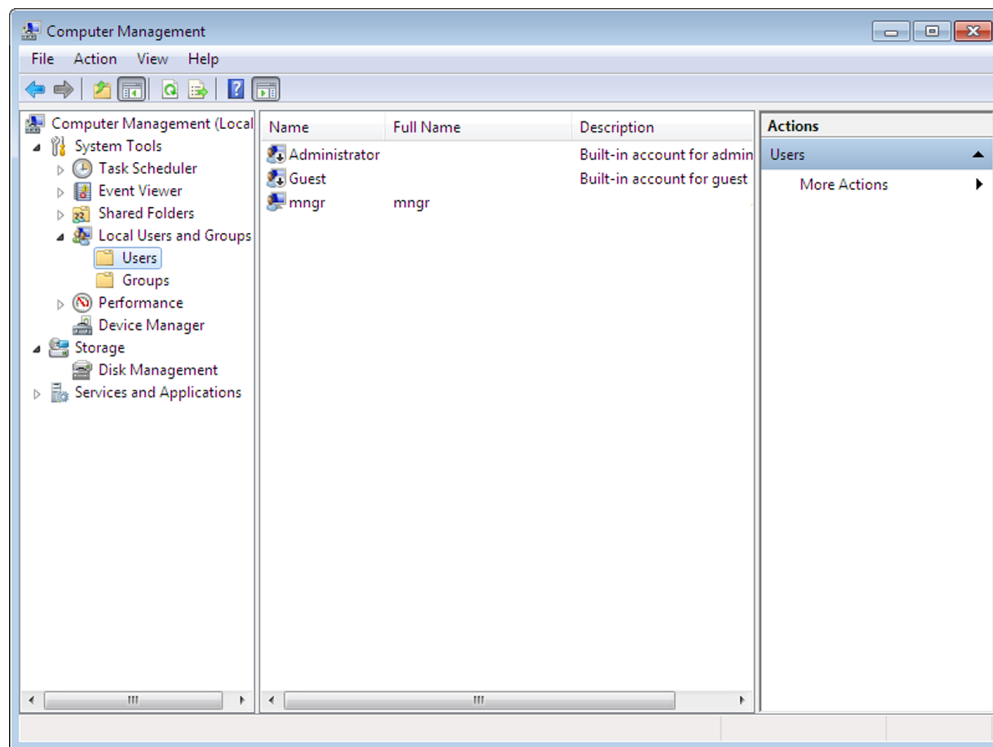 Computer Management
File Action View Help
Computer Management (Local
System Tools
Task Scheduler
Event Viewer
Shared Folders
Local Users and Groups
Users
Groups
Performance
Device Manager
Storage
Disk Management
Services and Applications
Name Full Name Description
Administrator Built-in account for admin
Guest Built-in account for guest
mngr mngr
Actions
Users
More Actions